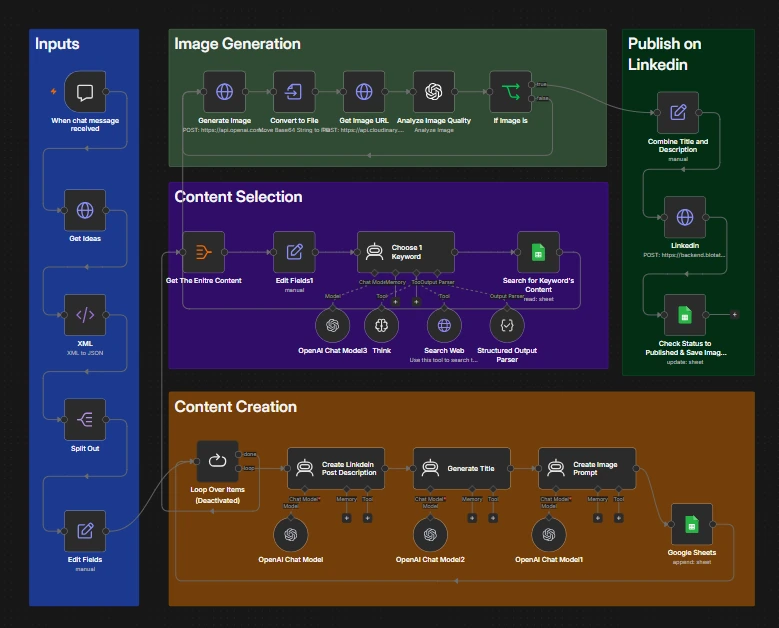 Inputs
When chat message
received
Get Ideas
XML
XML to JSON
Split Out
Edit Fields
manual
Image Generation
Generate Image
POST: https://api.openai.com
Convert to File
Move Base64 String to
Get Image URL
https://api.cloudinary....
Analyze Image Quality
Analyze Image
If Image is
true
false
Content Selection
Get The Enitre Content
Edit Fields1
manual
Choose 1
Keyword
Chat Model
Memory
Tool
Output Parser
Search for Keyword's
Content
read: sheet
Model
Tool
Tool
Output Parser
OpenAI Chat Model3
Think
Search Web
Use this tool to search t...
Structured Output
Parser
Content Creation
Loop Over Items
(Deactivated)
done
loop
Create Linkdein
Post Description
Chat Model*
Memory
Tool
Model
OpenAI Chat Model
Generate Title
Chat Model*
Memory
Tool
Model
OpenAI Chat Model2
Create Image
Prompt
Chat Model*
Memory
Tool
Model
OpenAI Chat Model1
Google Sheets
append: sheet
Publish on
Linkedin
Combine Title and
Description
manual
Linkedin
POST: https://backend.blotat...
Check Status to
Published & Save Imag...
update: sheet